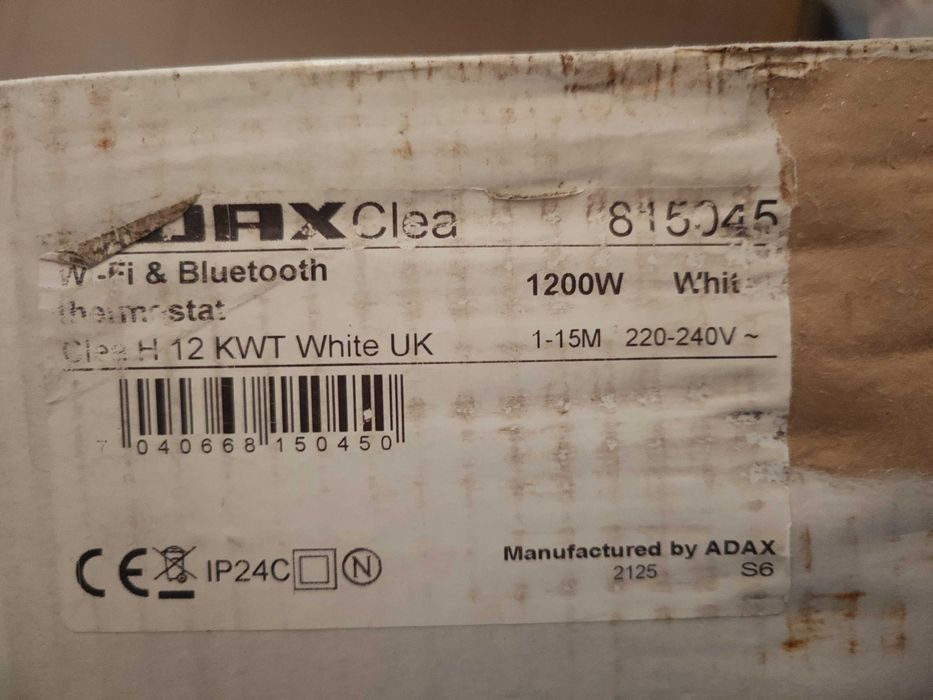 ADAX Clea 815045
Wi-Fi & Bluetooth
thermostat
1200W White
Clea H 12 KWT White UK
1-15M 220-240V ~
7 040668 150450
CE IP24C N
Manufactured by ADAX
2125 S6